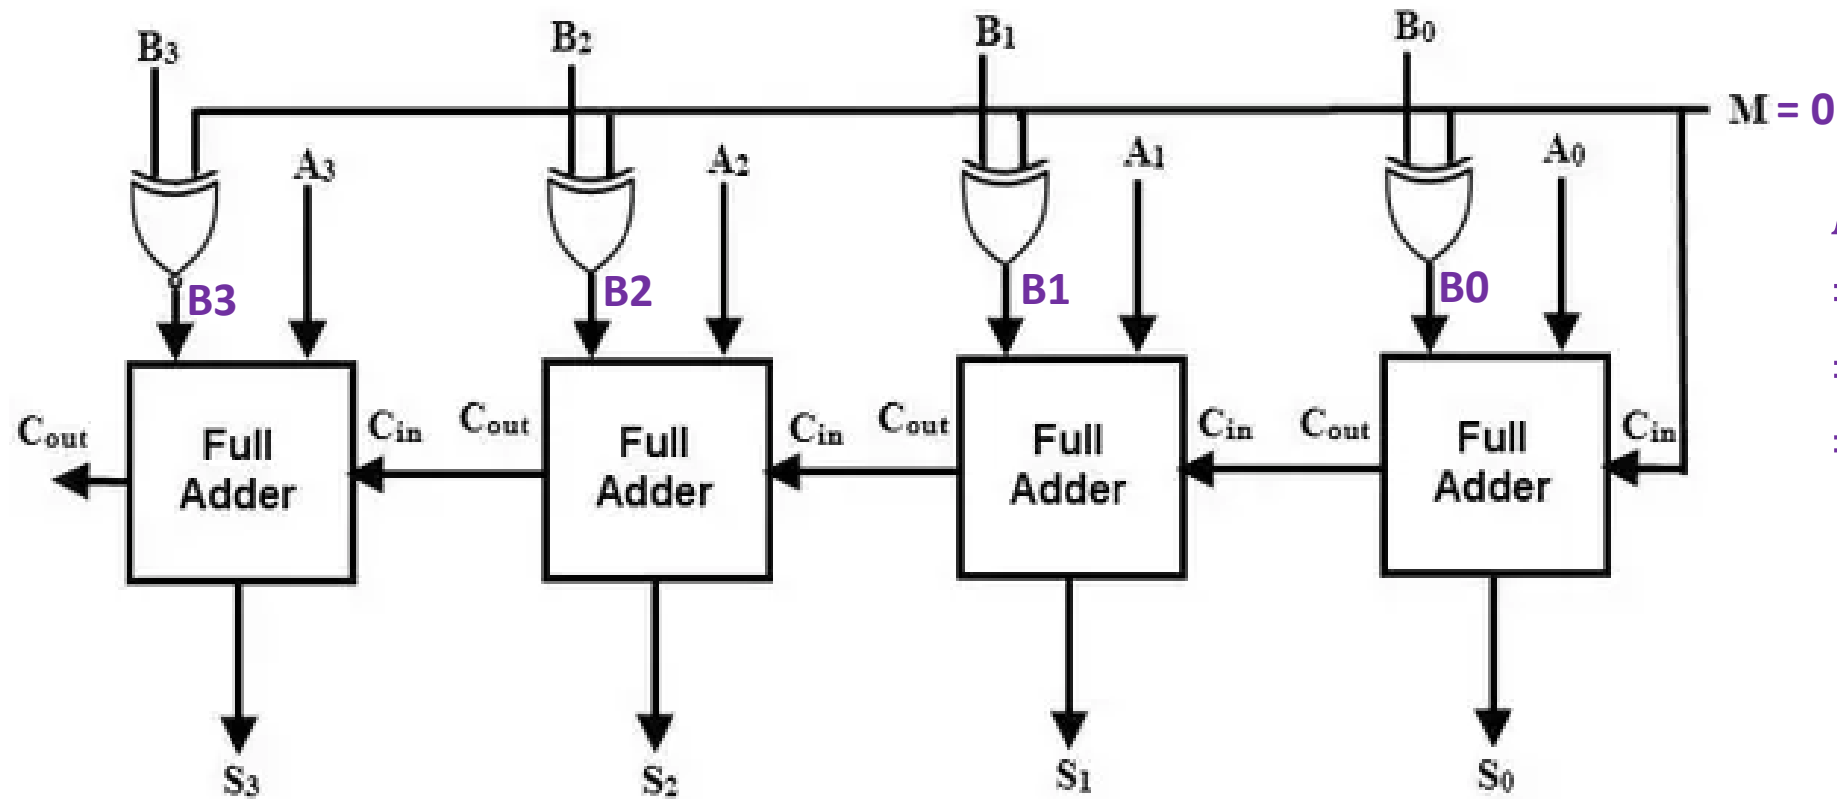 B3 B2 B1 B0
M = 0
A3 A2 A1 A0
B3 B2 B1 B0
Cout Cin Cout Cin Cout Cin Cout Cin
Full Adder
Full Adder
Full Adder
Full Adder
S3 S2 S1 S0